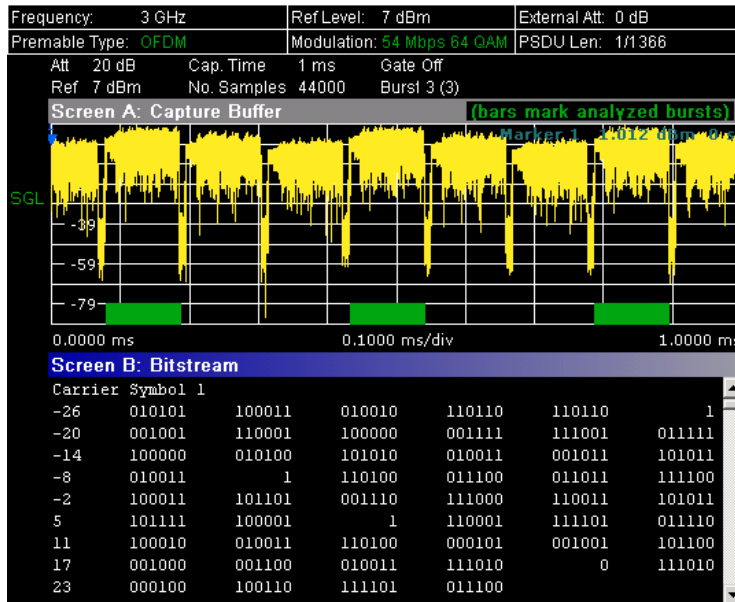 Frequency: 3 GHz Ref Level: 7 dBm External Att: 0 dB
Premable Type: OFDM Modulation: 54 Mbps 64 QAM PSDU Len: 1/1366
Att 20 dB Cap. Time 1 ms Gate Off
Ref 7 dBm No. Samples 44000 Burst 3 (3)
Screen A: Capture Buffer (bars mark analyzed bursts)
Marker 1 1.012 dBm 0 s
SGL
-39
-59
-79
0.0000 ms 0.1000 ms/div 1.0000 ms
Screen B: Bitstream
Carrier Symbol 1
-26 010101 100011 010010 110110 110110 1
-20 001001 110001 100000 001111 111001 011111
-14 100000 010100 101010 010011 001011 101011
-8 010011 1 110100 011100 011011 111100
-2 100011 101101 001110 111000 110011 101011
5 101111 100001 1 110001 111101 011110
11 100010 010011 110100 000101 001001 101100
17 001000 001100 010011 111010 0 111010
23 000100 100110 111101 011100